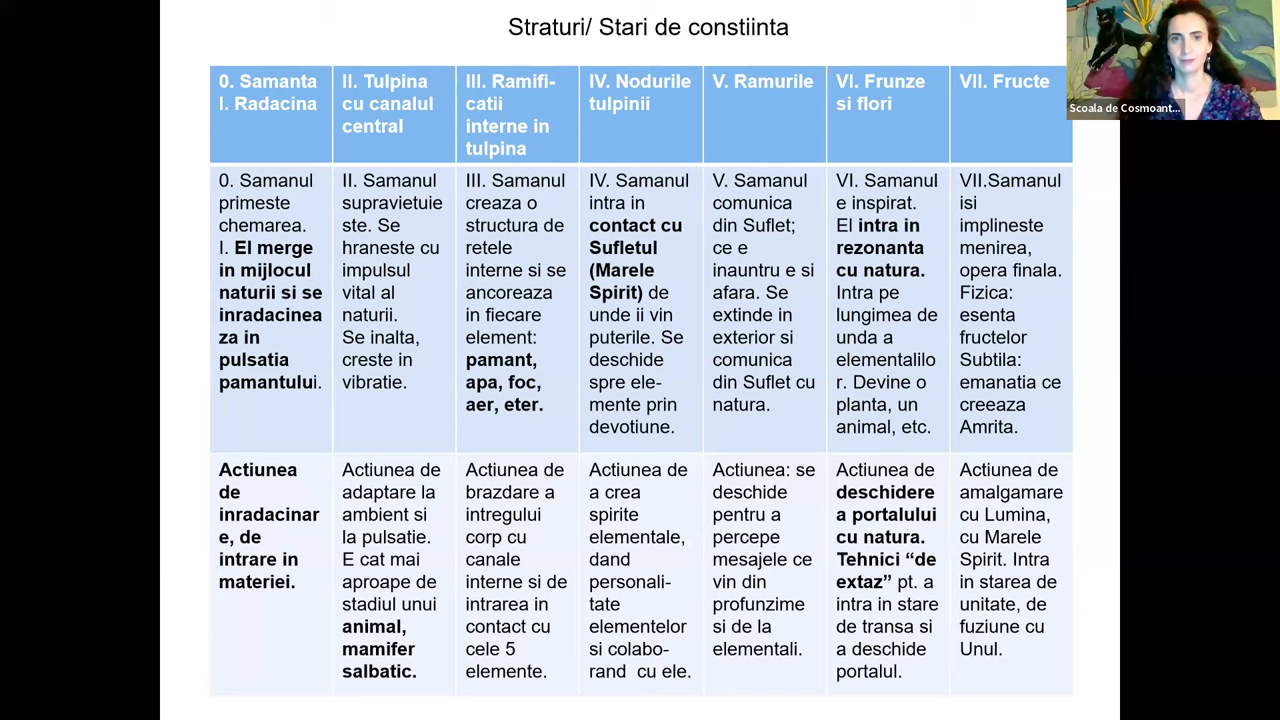 Straturi/ Stari de constiinta
Scoala de Cosmoant...
0. Samanta
I. Radacina
II. Tulpina
cu canalul
central
III. Ramifi-
catii
interne in
tulpina
IV. Nodurile
tulpinii
V. Ramurile
VI. Frunze
si flori
VII. Fructe
0. Samanul
primeste
chemarea.
I. El merge
in mijlocul
naturii si se
inradacinea
za in
pulsatia
pamantului.
II. Samanul
supravietuie
ste. Se
hraneste cu
impulsul
vital al
naturii.
Se inalta,
creste in
vibratie.
III. Samanul
creaza o
structura de
retele
interne si se
ancoreaza
in fiecare
element:
pamant,
apa, foc,
aer, eter.
IV. Samanul
intra in
contact cu
Sufletul
(Marele
Spirit) de
unde ii vin
puterile. Se
deschide
spre ele-
mente prin
devotiune.
V. Samanul
comunica
din Suflet;
ce e
inauntru e si
afara. Se
extinde in
exterior si
comunica
din Suflet cu
natura.
VI. Samanul
e inspirat.
El intra in
rezonanta
cu natura.
Intra pe
lungimea de
unda a
elementalilo
r. Devine o
planta, un
animal, etc.
VII.Samanul
isi
implineste
menirea,
opera finala.
Fizica:
esenta
fructelor
Subtila:
emanatia ce
creeaza
Amrita.
Actiunea
de
inradacinar
e, de
intrare in
materiei.
Actiunea de
adaptare la
ambient si
la pulsatie.
E cat mai
aproape de
stadiul unui
animal,
mamifer
salbatic.
Actiunea de
brazdare a
intregului
corp cu
canale
interne si de
intrarea in
contact cu
cele 5
elemente.
Actiunea de
a crea
spirite
elementale,
dand
personali-
tate
elementelor
si colabo-
rand cu ele.
Actiunea: se
deschide
pentru a
percepe
mesajele ce
vin din
profunzime
si de la
elementali.
Actiunea de
deschidere
a portalului
cu natura.
Tehnici “de
extaz” pt. a
intra in stare
de transa si
a deschide
portalul.
Actiunea de
amalgamare
cu Lumina,
cu Marele
Spirit. Intra
in starea de
unitate, de
fuziune cu
Unul.